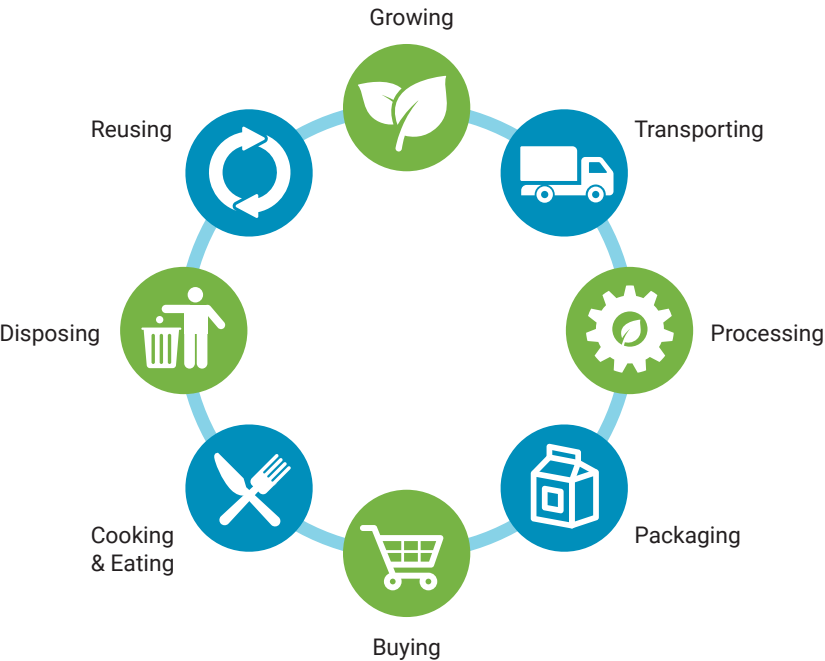 Growing
Reusing
Transporting
Disposing
Processing
Cooking
& Eating
Packaging
Buying